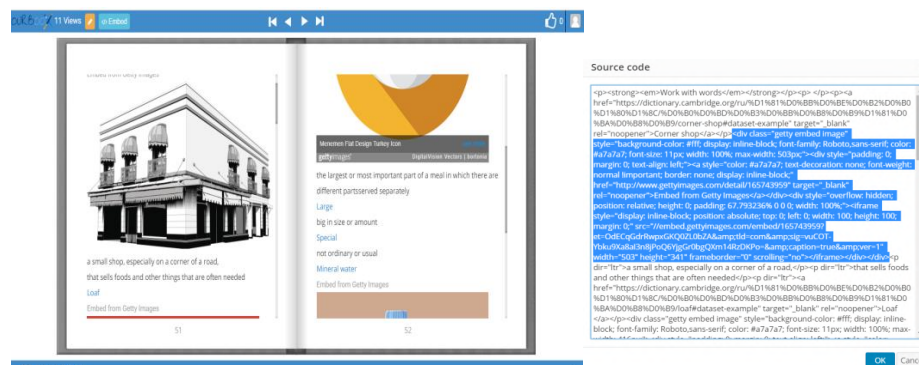 11 Views
Embed
0
Embed from Getty Images
a small shop, especially on a corner of a road,
that sells foods and other things that are often needed
Loaf
Embed from Getty Images
51
Menemen Flat Design Turkey Icon
gettyimages
DigitalVision Vectors | bortonia
the largest or most important part of a meal in which there are
different partsserved separately
Large
big in size or amount
Special
not ordinary or usual
Mineral water
Embed from Getty Images
52
Source code
<p><strong><em>Work with words</em></strong></p><p> </p><p><a
href="https://dictionary.cambridge.org/ru/%D1%81%D0%BB%D0%BE%D0%B2%D0%B0
%D1%80%D1%8C/%D0%B0%D0%BD%D0%B3%D0%BB%D0%B8%D0%B9%D1%81%D0
%BA%D0%B8%D0%B9/corner-shop#dataset-example" target="_blank"
rel="noopener">Corner shop</a></p><div class="getty embed image"
style="background-color: #fff; display: inline-block; font-family: Roboto,sans-serif; color:
#a7a7a7; font-size: 11px; width: 100%; max-width: 503px;"><div style="padding: 0;
margin: 0; text-align: left;"><a style="color: #a7a7a7; text-decoration: none; font-weight:
normal !important; border: none; display: inline-block;"
href="http://www.gettyimages.com/detail/165743959" target="_blank"
rel="noopener">Embed from Getty Images</a></div><div style="overflow: hidden;
position: relative; height: 0; padding: 67.793236% 0 0 0; width: 100%;"><iframe
style="display: inline-block; position: absolute; top: 0; left: 0; width: 100; height: 100;
margin: 0;" src="//embed.gettyimages.com/embed/165743959?
width="503" height="341" frameborder="0" scrolling="no"></iframe></div></div><p
dir="ltr">a small shop, especially on a corner of a road,</p><p dir="ltr">that sells foods
and other things that are often needed</p><p dir="ltr"><a
href="https://dictionary.cambridge.org/ru/%D1%81%D0%BB%D0%BE%D0%B2%D0%B0
%D1%80%D1%8C/%D0%B0%D0%BD%D0%B3%D0%BB%D0%B8%D0%B9%D1%81%D0
%BA%D0%B8%D0%B9/loaf#dataset-example" target="_blank" rel="noopener">Loaf
</a></p><div class="getty embed image" style="background-color: #fff; display: inline-
block; font-family: Roboto,sans-serif; color: #a7a7a7; font-size: 11px; width: 100%; max-
OK
Canc